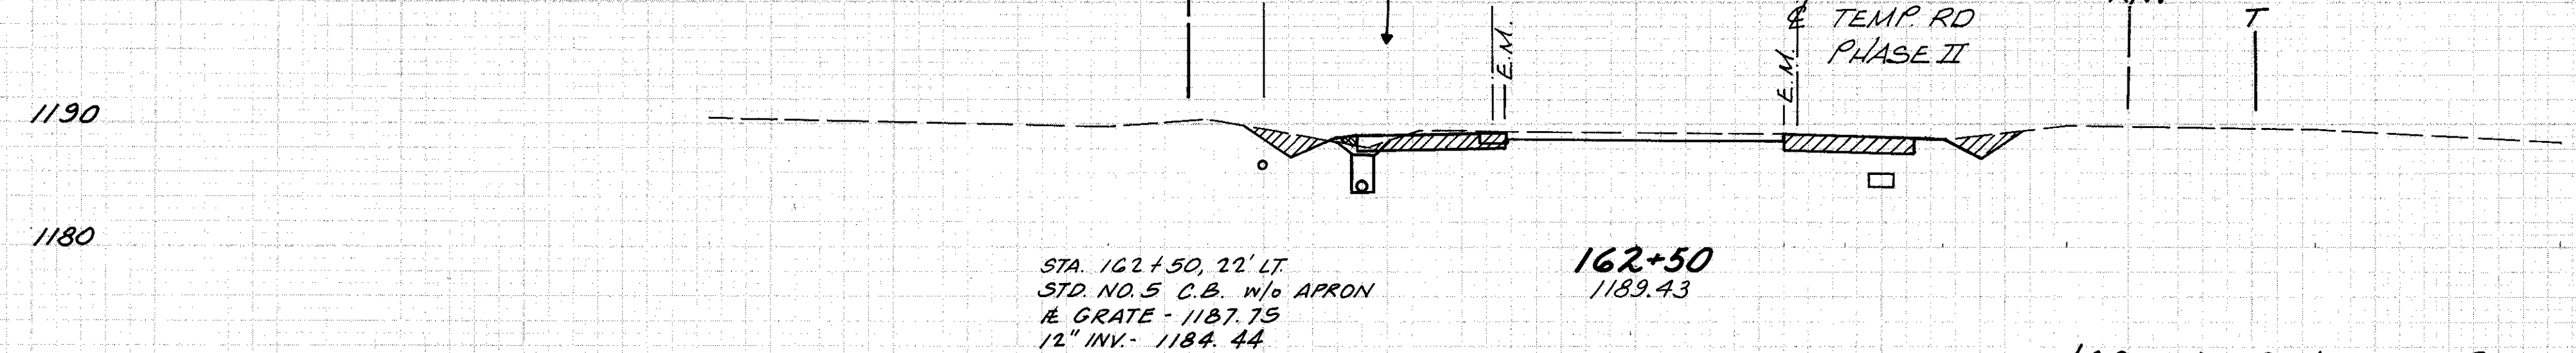 ℄ TEMP. RD
PHASE II
T
E.M.
E.M.
1190
1180
STA. 162+50, 22' LT.
STD. NO. 5 C.B. W/O APRON
GRATE - 1187.75
12" INV. - 1184.44
162+50
1189.43